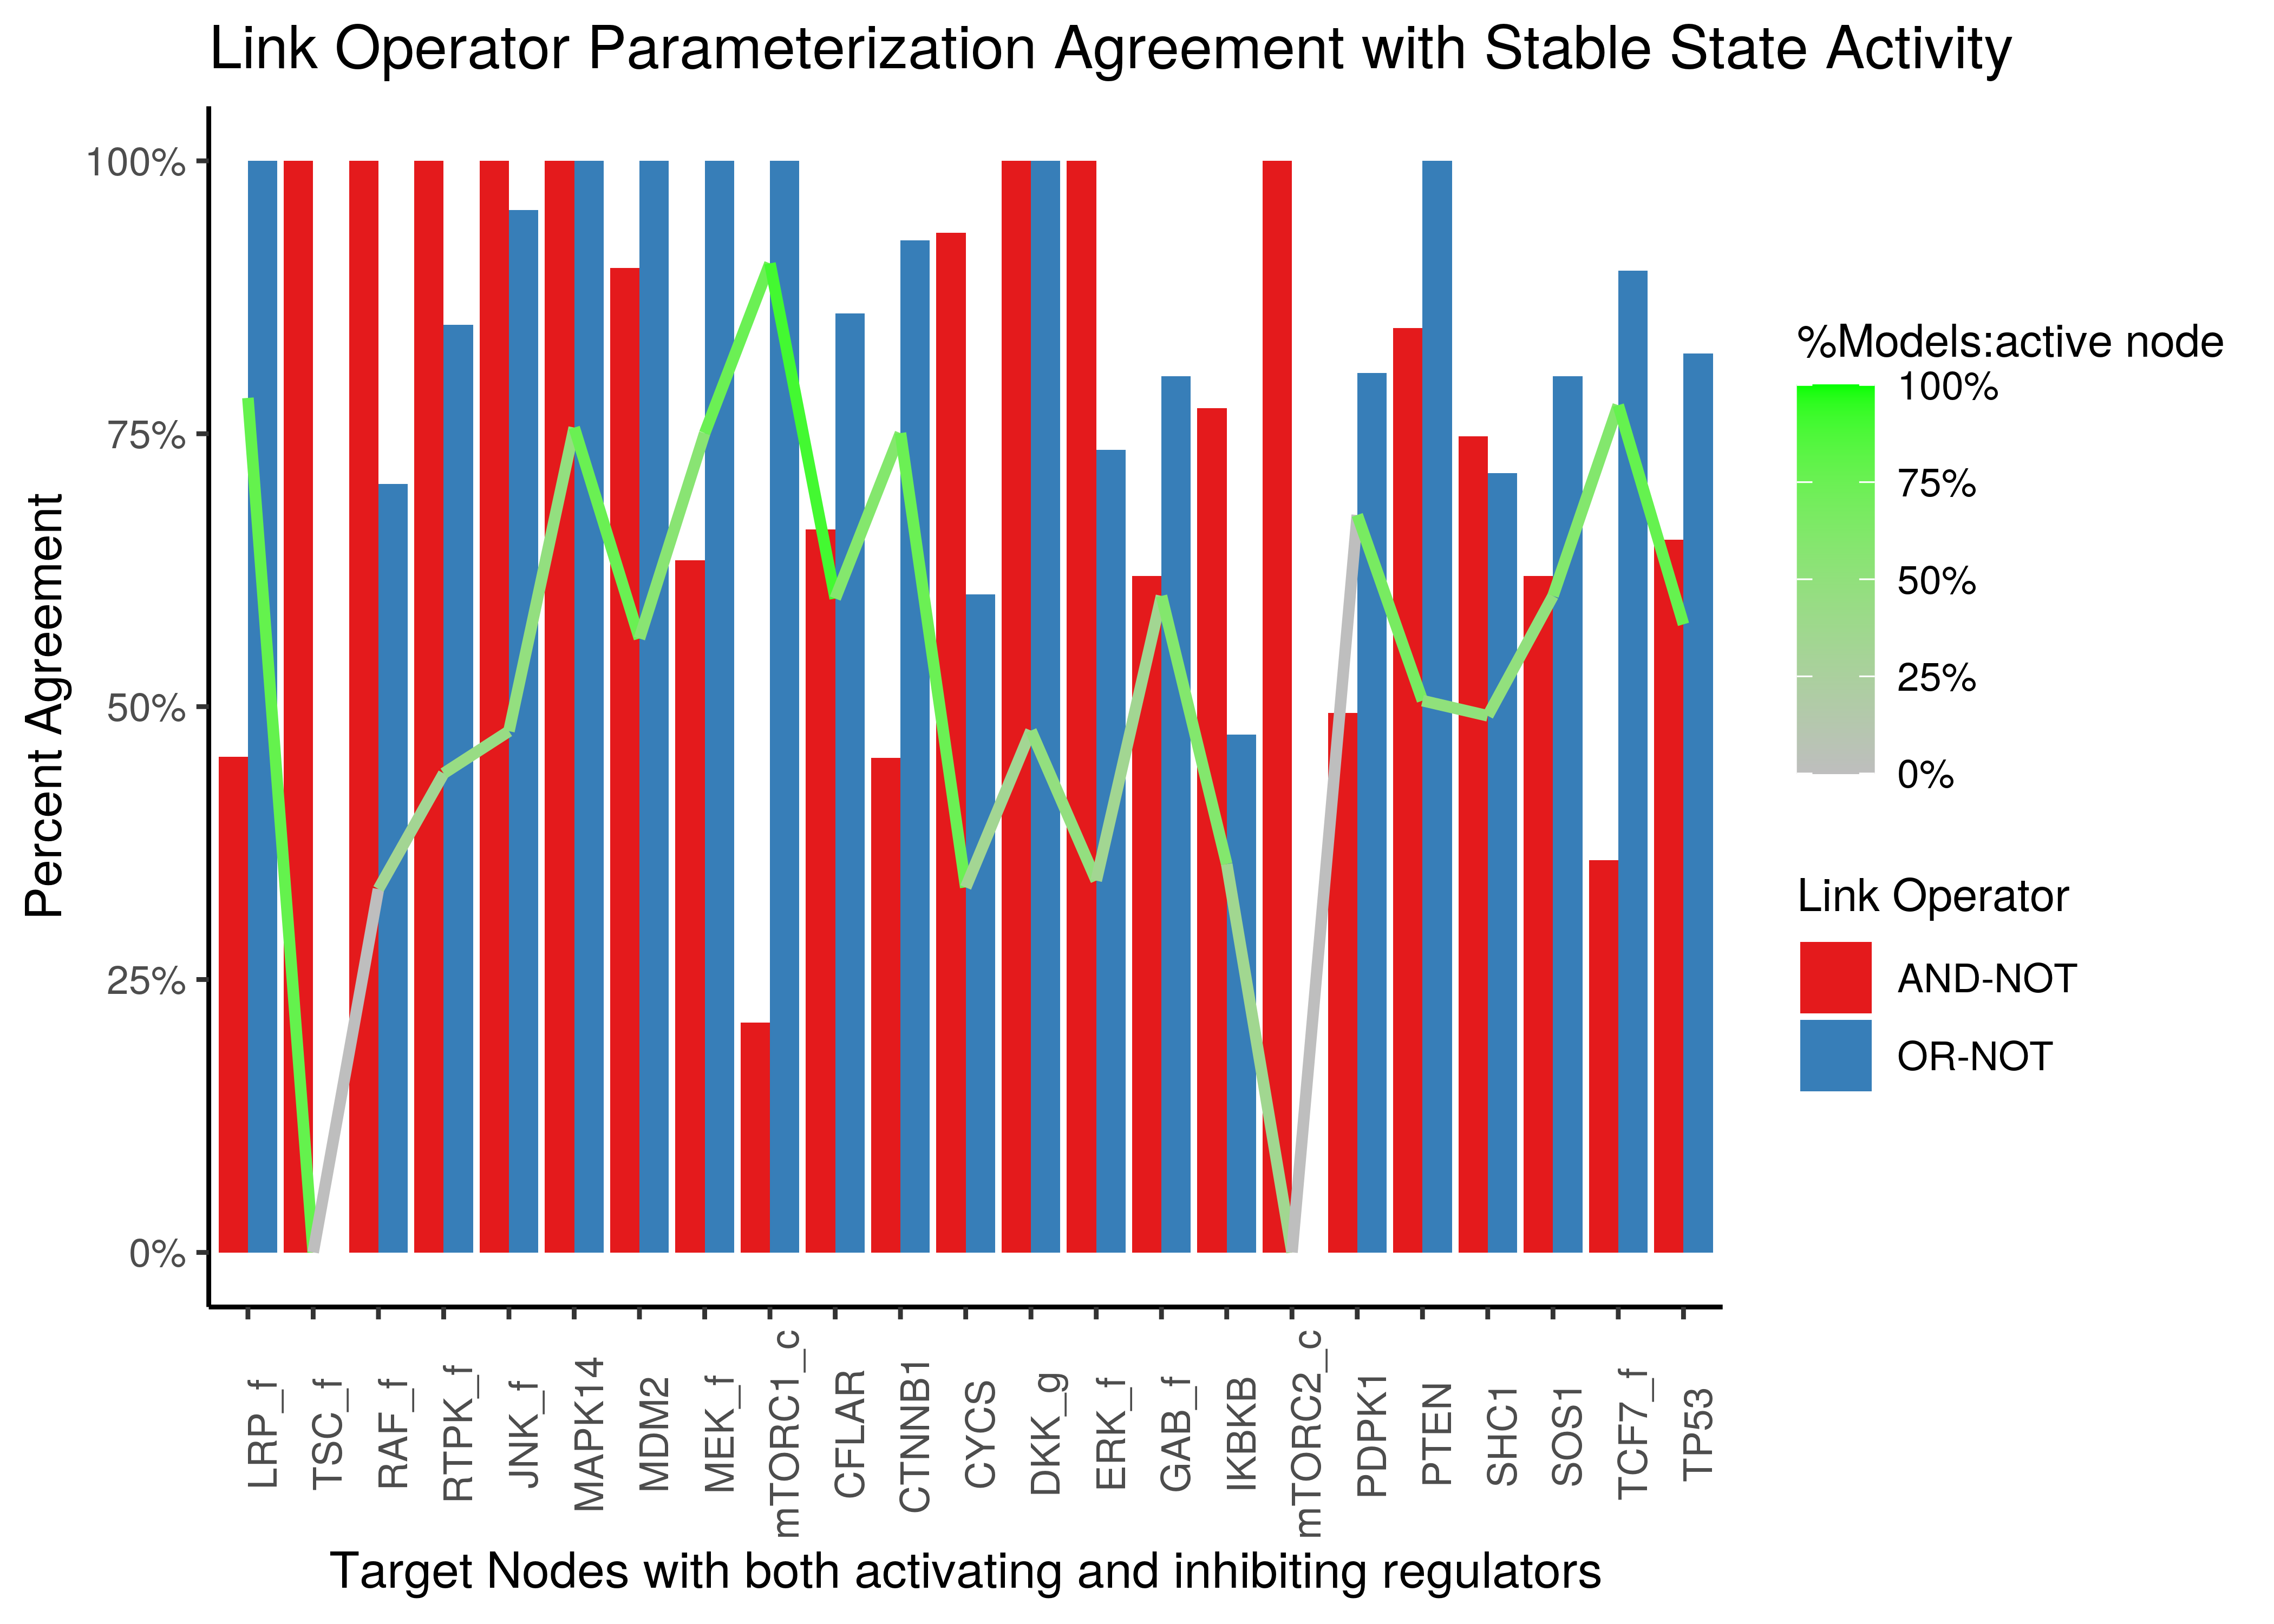 Link Operator Parameterization Agreement with Stable State Activity
Percent Agreement
100%
75%
50%
25%
0%
LRP_f
TSC_f
RAF_f
RTPK_f
JNK_f
MAPK14
MDM2
MEK_f
mTORC1_c
CFLAR
CTNNB1
CYCS
DKK_g
ERK_f
GAB_f
IKBKB
mTORC2_c
PDPK1
PTEN
SHC1
SOS1
TCF7_f
TP53
Target Nodes with both activating and inhibiting regulators
%Models:active node
100%
75%
50%
25%
0%
Link Operator
AND-NOT
OR-NOT